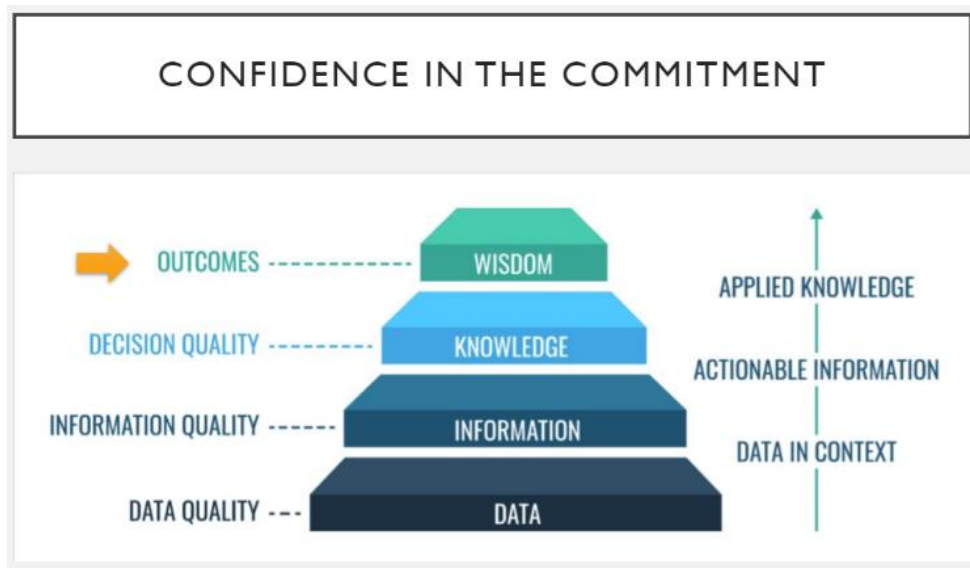 CONFIDENCE IN THE COMMITMENT
OUTCOMES
WISDOM
APPLIED KNOWLEDGE
DECISION QUALITY
KNOWLEDGE
ACTIONABLE INFORMATION
INFORMATION QUALITY
INFORMATION
DATA IN CONTEXT
DATA QUALITY
DATA